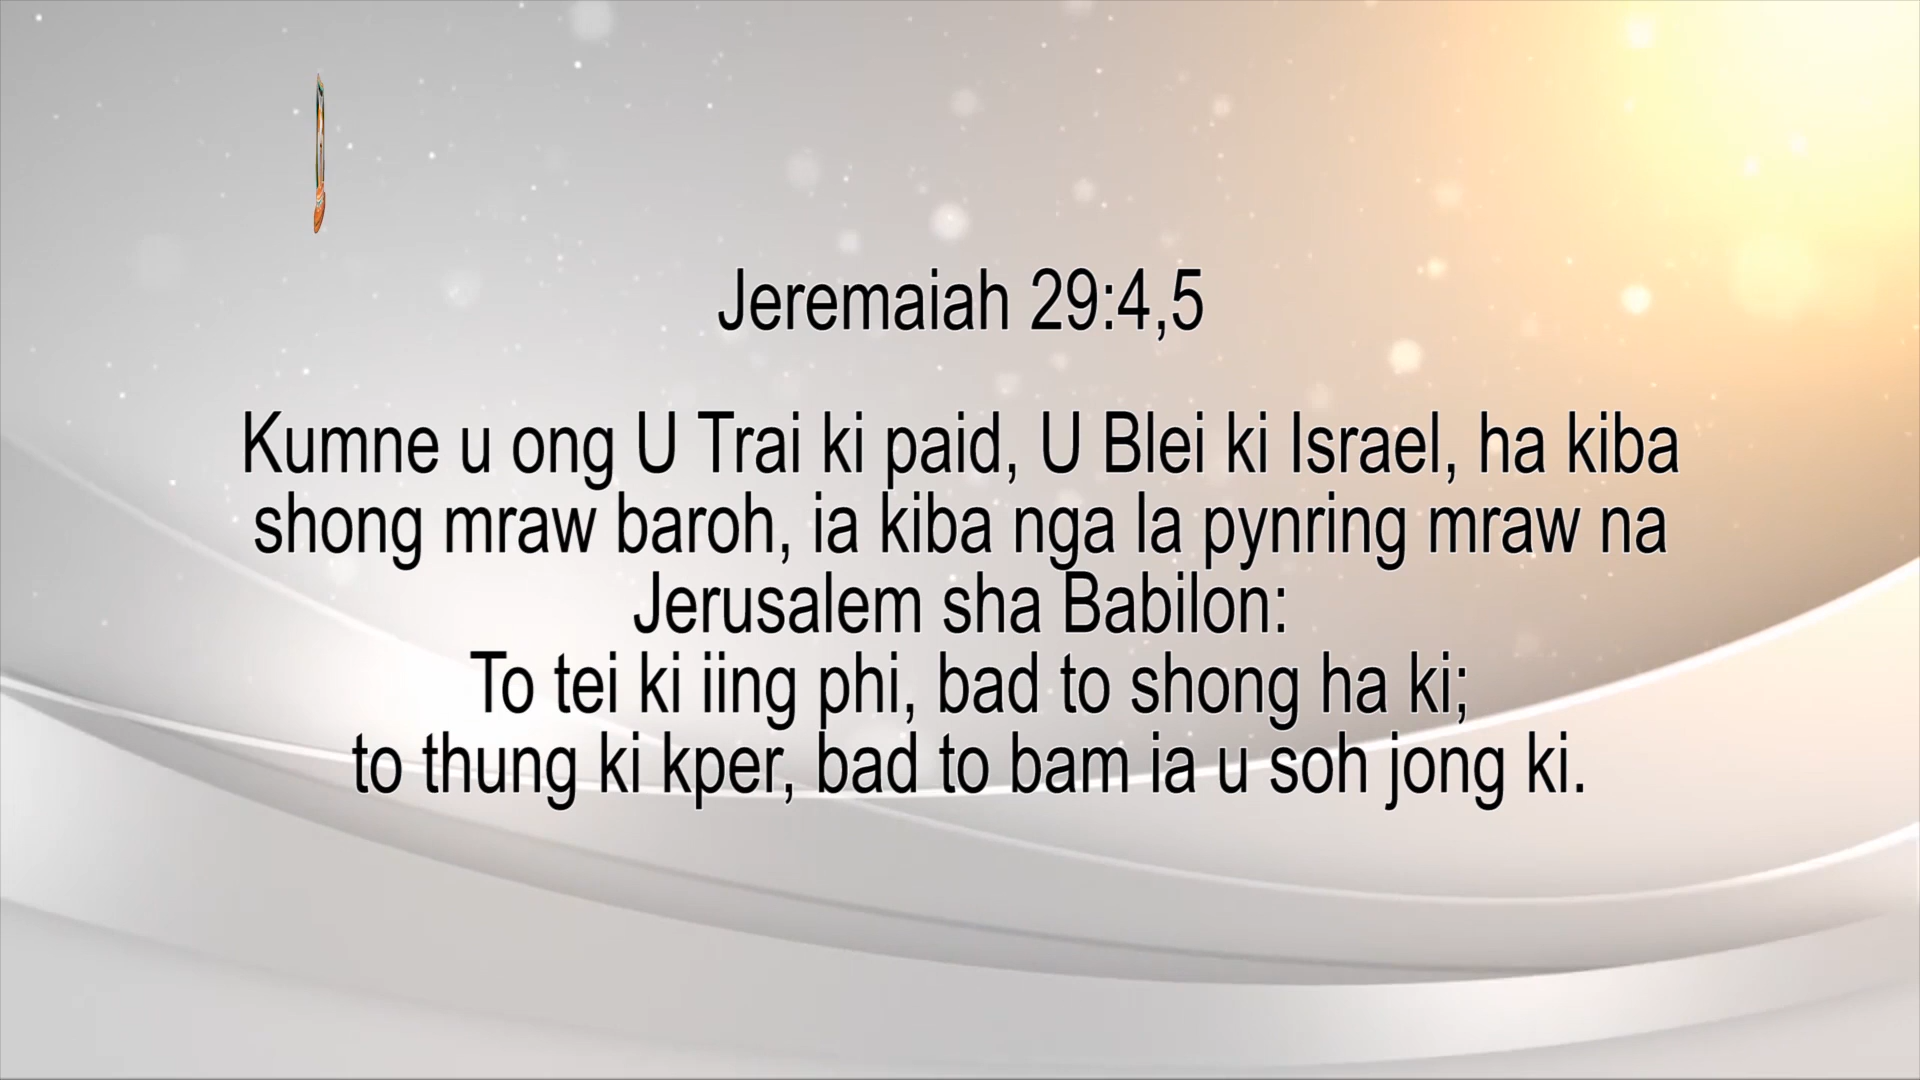 Jeremaiah 29:4,5
Kumne u ong U Trai ki paid, U Blei ki Israel, ha kiba
shong mraw baroh, ia kiba nga la pynring mraw na
Jerusalem sha Babilon:
To tei ki iing phi, bad to shong ha ki;
to thung ki kper, bad to bam ia u soh jong ki.